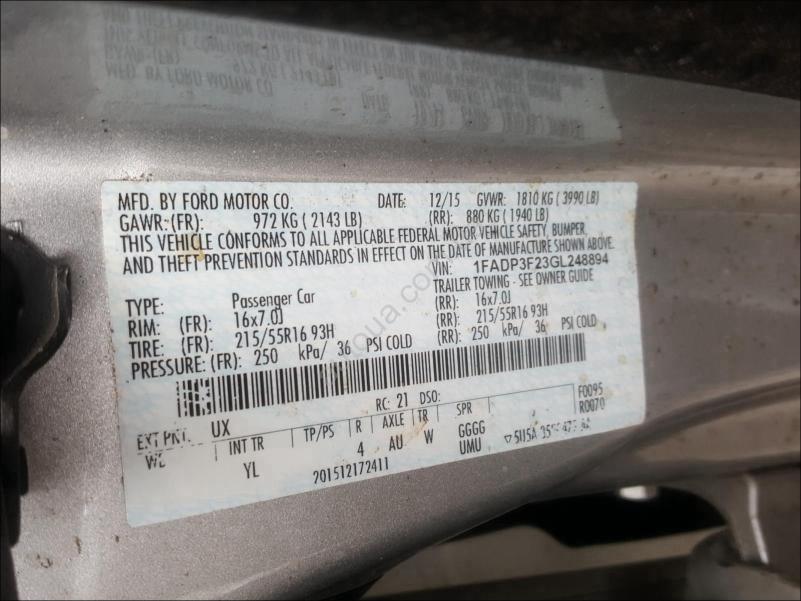 MFD. BY FORD MOTOR CO. DATE: 12/15 GVWR: 1810 KG ( 3990 LB)
GAWR:(FR): 972 KG ( 2143 LB) (RR): 880 KG ( 1940 LB)
THIS VEHICLE CONFORMS TO ALL APPLICABLE FEDERAL MOTOR VEHICLE SAFETY, BUMPER,
AND THEFT PREVENTION STANDARDS IN EFFECT ON THE DATE OF MANUFACTURE SHOWN ABOVE.
VIN: 1FADP3F23GL248894
TYPE: Passenger Car TRAILER TOWING - SEE OWNER GUIDE
RIM: (FR): 16x7.0J (RR): 16x7.0J
TIRE: (FR): 215/55R16 93H (RR): 215/55R16 93H
PRESSURE: (FR): 250 kPa/ 36 PSI COLD (RR): 250 kPa/ 36 PSI COLD
RC: 21 DSO: F0095
R0070
EXT PNT: UX
INT TR TP/PS R AXLE TR SPR
YL 4 AU W GGGG
UMU
201512172411